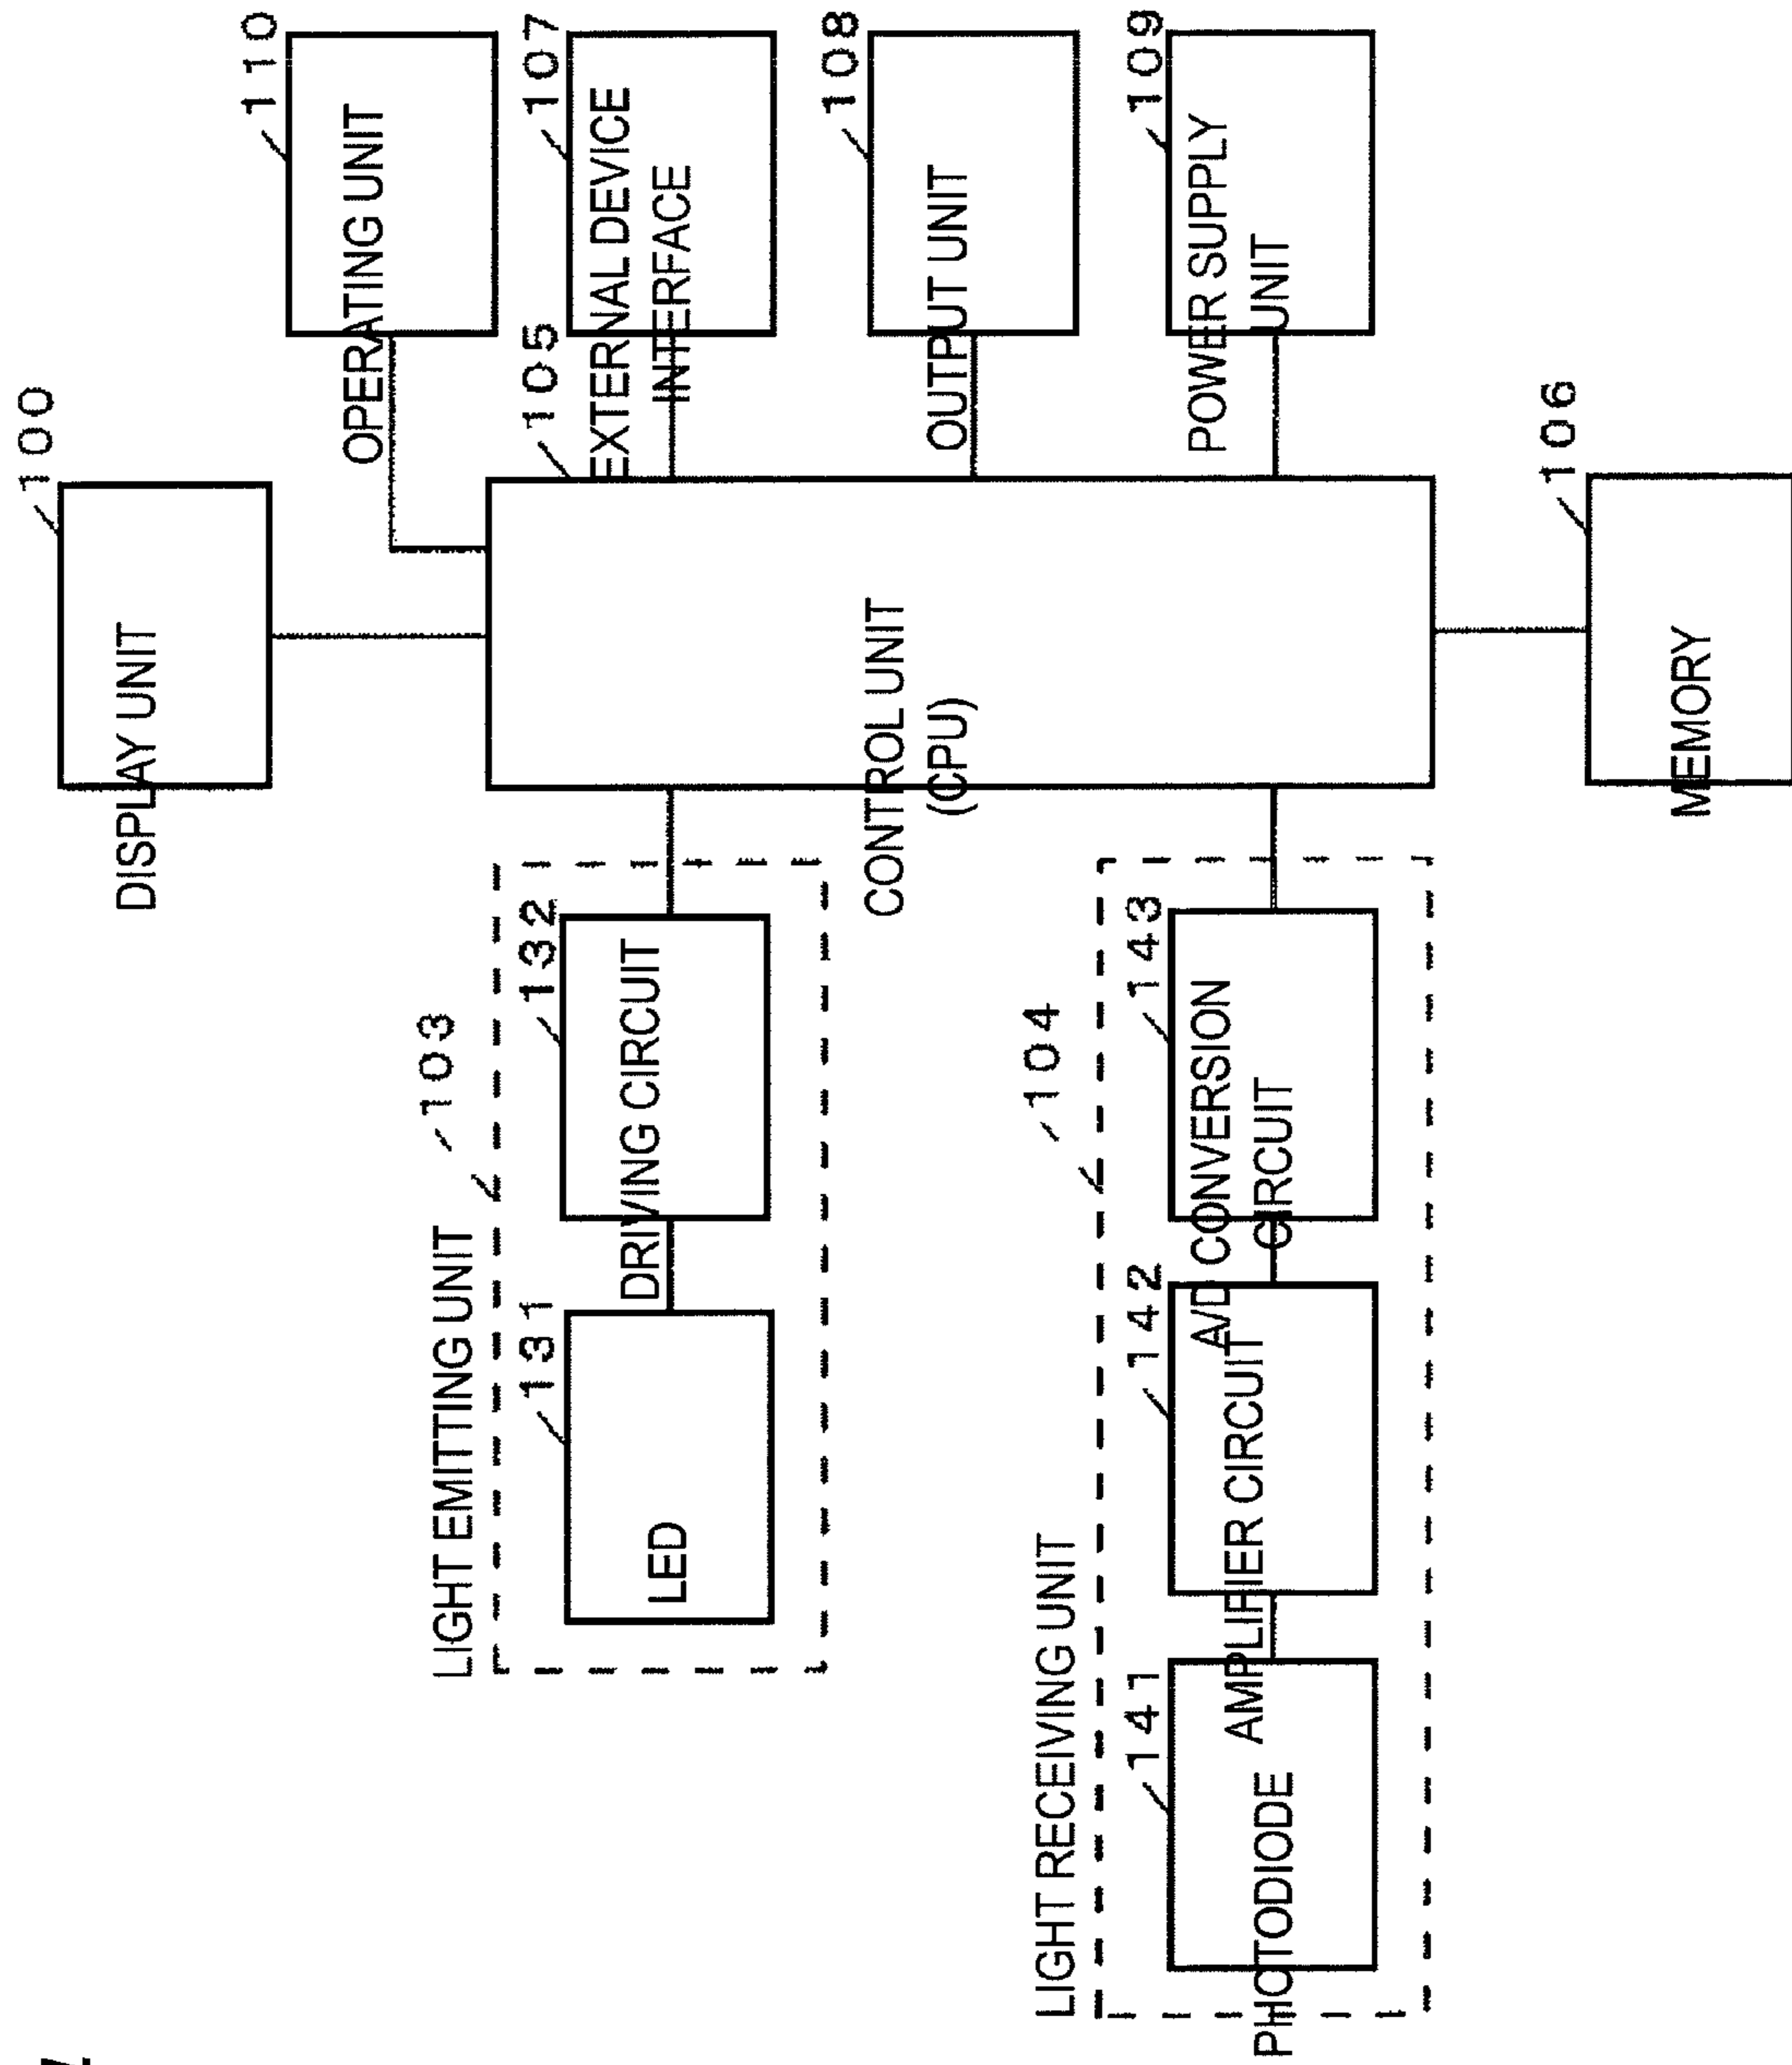 100
DISPLAY UNIT
110
OPERATING UNIT
103
LIGHT EMITTING UNIT
131
LED
132
DRIVING CIRCUIT
105
CONTROL UNIT
(CPU)
107
EXTERNAL DEVICE
INTERFACE
108
OUTPUT UNIT
104
LIGHT RECEIVING UNIT
141
PHOTODIODE
142
AMPLIFIER CIRCUIT
143
A/D CONVERSION
CIRCUIT
109
POWER SUPPLY
UNIT
106
MEMORY